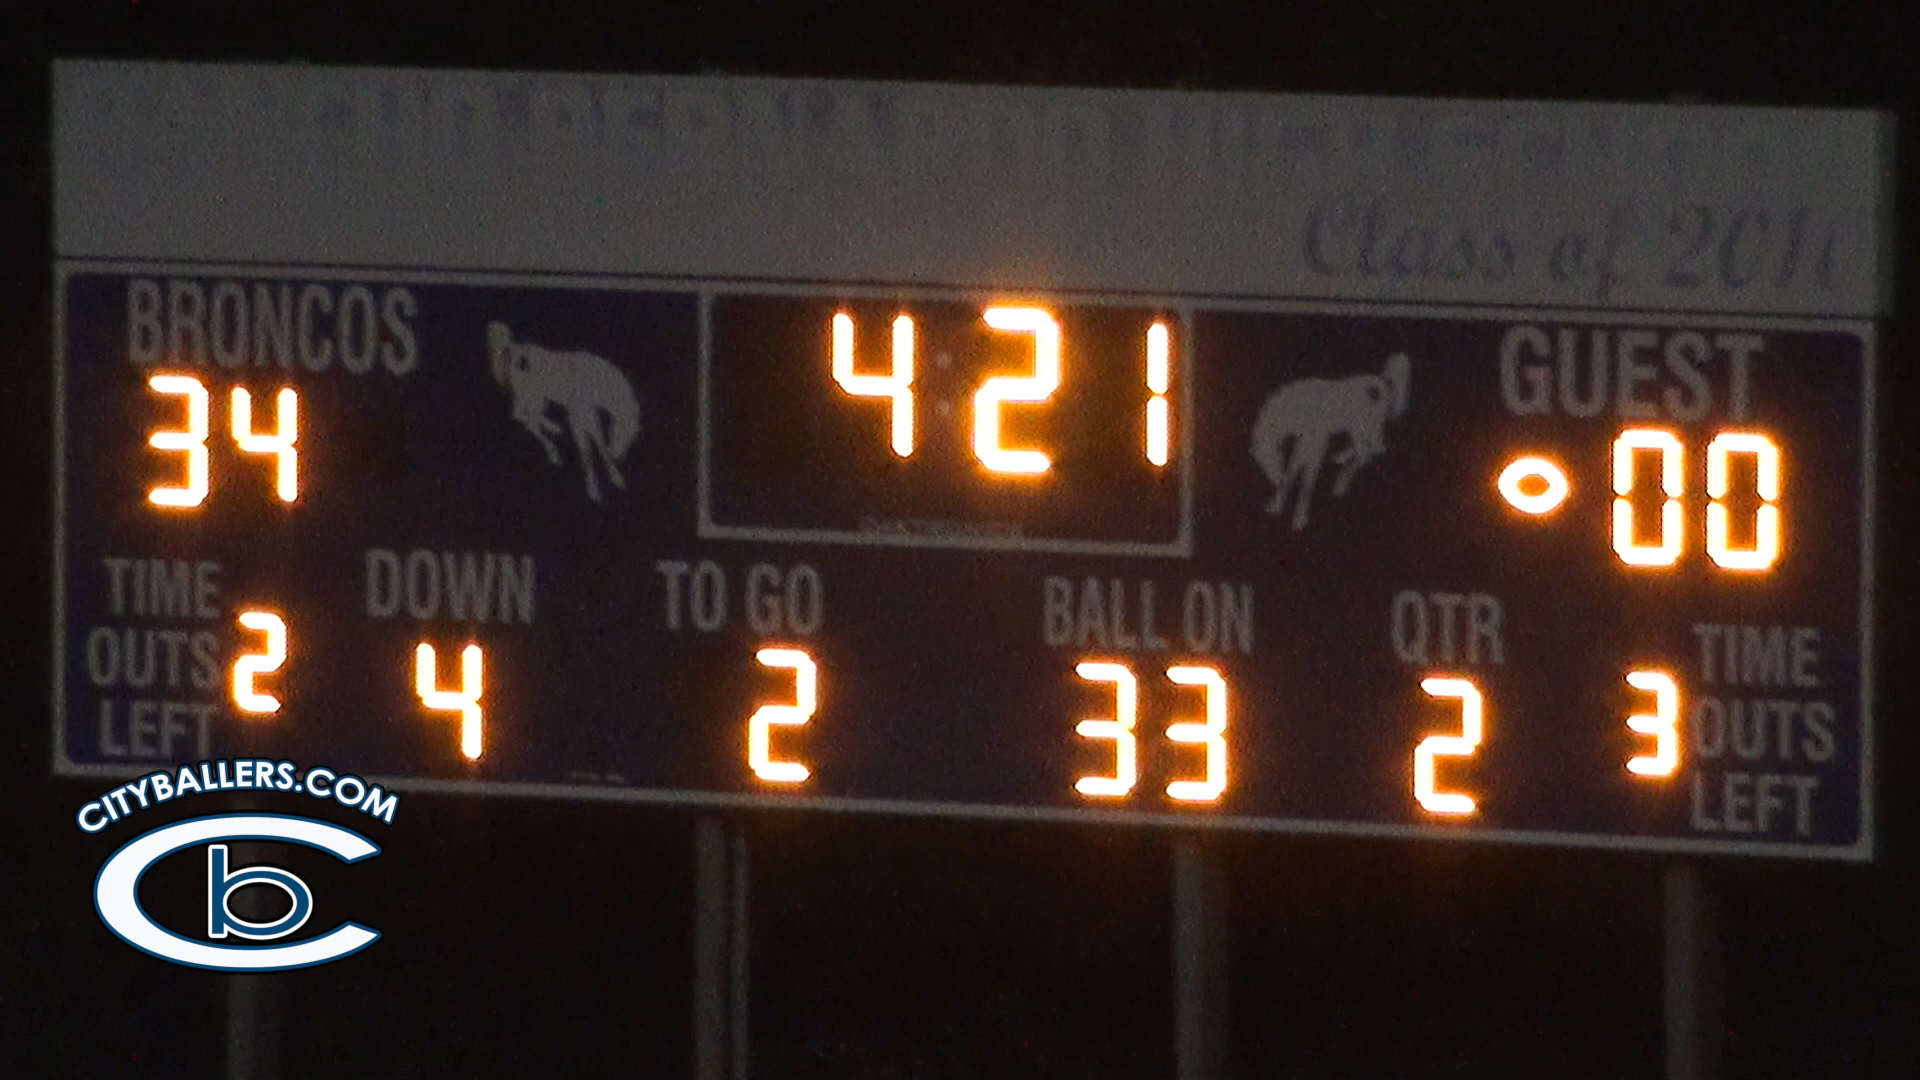 Class of 2010
BRONCOS
4:21
GUEST
34
00
TIME OUTS LEFT
2
DOWN
4
TO GO
2
BALL ON
33
QTR
2
3
TIME OUTS LEFT
CITYBALLERS.COM
Cb